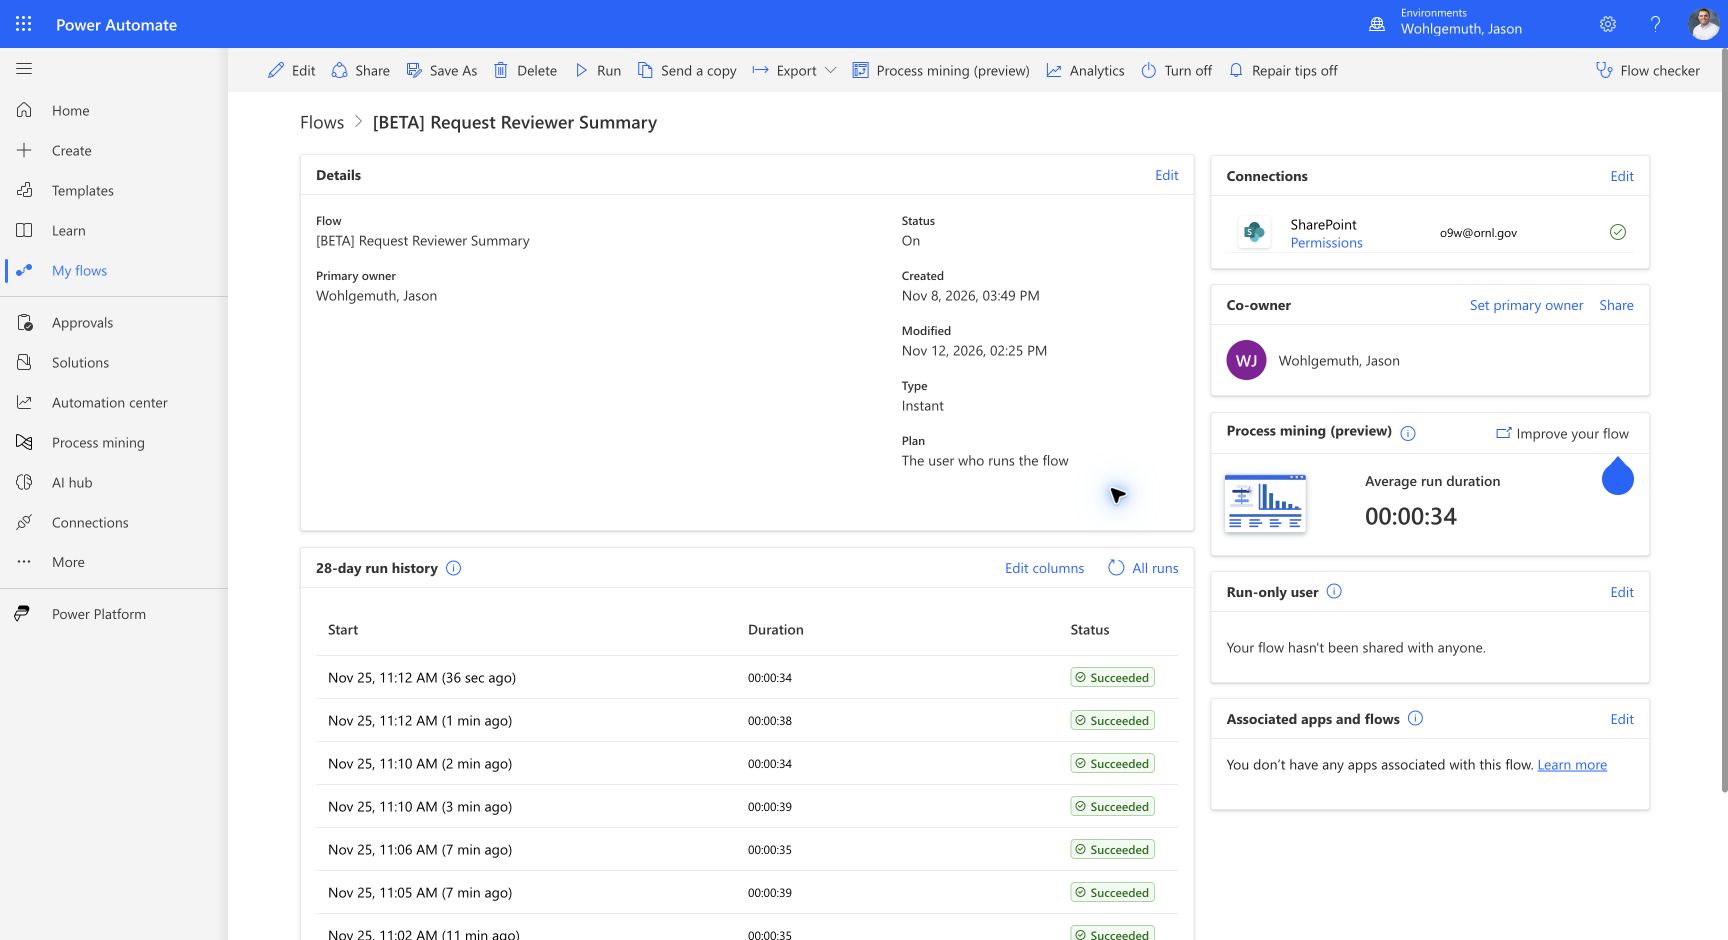 Power Automate
Environments
Wohlgemuth, Jason
?
Edit
Share
Save As
Delete
Run
Send a copy
Export
Process mining (preview)
Analytics
Turn off
Repair tips off
Flow checker
Home
Create
Templates
Learn
My flows
Approvals
Solutions
Automation center
Process mining
AI hub
Connections
More
Power Platform
Flows > [BETA] Request Reviewer Summary
Details
Edit
Flow
[BETA] Request Reviewer Summary
Primary owner
Wohlgemuth, Jason
Status
On
Created
Nov 8, 2026, 03:49 PM
Modified
Nov 12, 2026, 02:25 PM
Type
Instant
Plan
The user who runs the flow
28-day run history
Edit columns
All runs
Start Duration Status
Nov 25, 11:12 AM (36 sec ago) 00:00:34 Succeeded
Nov 25, 11:12 AM (1 min ago) 00:00:38 Succeeded
Nov 25, 11:10 AM (2 min ago) 00:00:34 Succeeded
Nov 25, 11:10 AM (3 min ago) 00:00:39 Succeeded
Nov 25, 11:06 AM (7 min ago) 00:00:35 Succeeded
Nov 25, 11:05 AM (7 min ago) 00:00:39 Succeeded
Nov 25, 11:02 AM (11 min ago) 00:00:35 Succeeded
Connections
Edit
S
SharePoint
Permissions
o9w@ornl.gov
Co-owner
Set primary owner
Share
WJ
Wohlgemuth, Jason
Process mining (preview)
Improve your flow
Average run duration
00:00:34
Run-only user
Edit
Your flow hasn't been shared with anyone.
Associated apps and flows
Edit
You don’t have any apps associated with this flow. Learn more